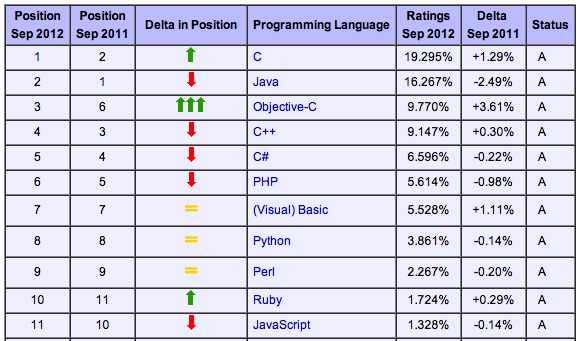 Position Sep 2012 Position Sep 2011 Delta in Position Programming Language Ratings Sep 2012 Delta Sep 2011 Status
1 2 C 19.295% +1.29% A
2 1 Java 16.267% -2.49% A
3 6 Objective-C 9.770% +3.61% A
4 3 C++ 9.147% +0.30% A
5 4 C# 6.596% -0.22% A
6 5 PHP 5.614% -0.98% A
7 7 = (Visual) Basic 5.528% +1.11% A
8 8 = Python 3.861% -0.14% A
9 9 = Perl 2.267% -0.20% A
10 11 Ruby 1.724% +0.29% A
11 10 JavaScript 1.328% -0.14% A